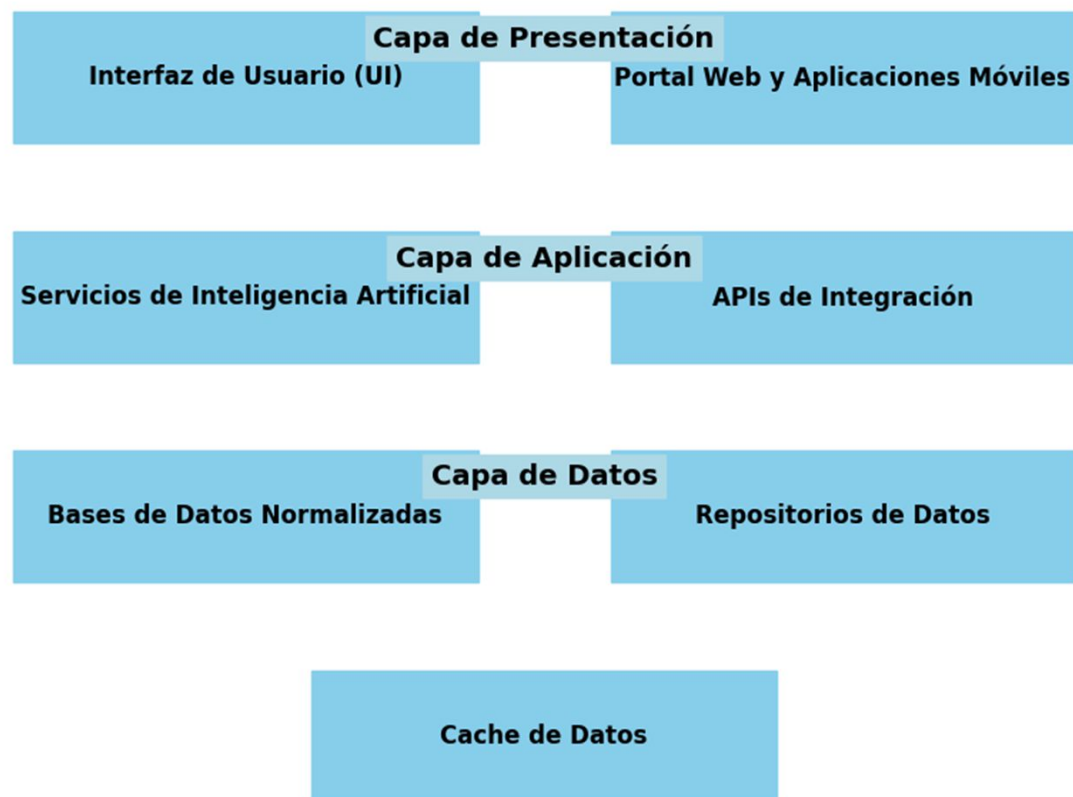 Capa de Presentación
Interfaz de Usuario (UI)
Portal Web y Aplicaciones Móviles
Capa de Aplicación
Servicios de Inteligencia Artificial
APIs de Integración
Capa de Datos
Bases de Datos Normalizadas
Repositorios de Datos
Cache de Datos